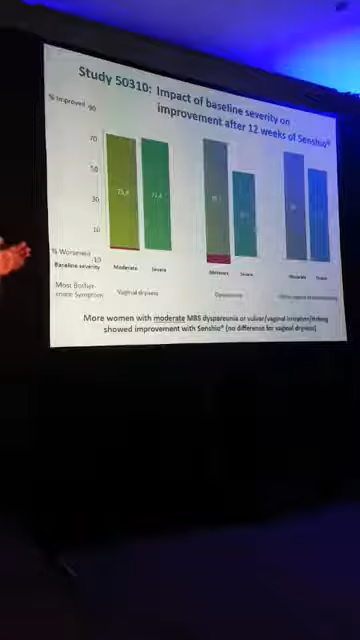 Study 50310: Impact of baseline severity on
improvement after 12 weeks of Senshio®
% Improved 90
70
50
30
10
% Worsened -10
Baseline severity Moderate Severe Moderate Severe Moderate Severe
Most Bother-
some Symptom Vaginal dryness Dyspareunia
More women with moderate MBS dyspareunia or vulvar/vaginal irritation/itching
showed improvement with Senshio® (no difference for vaginal dryness)